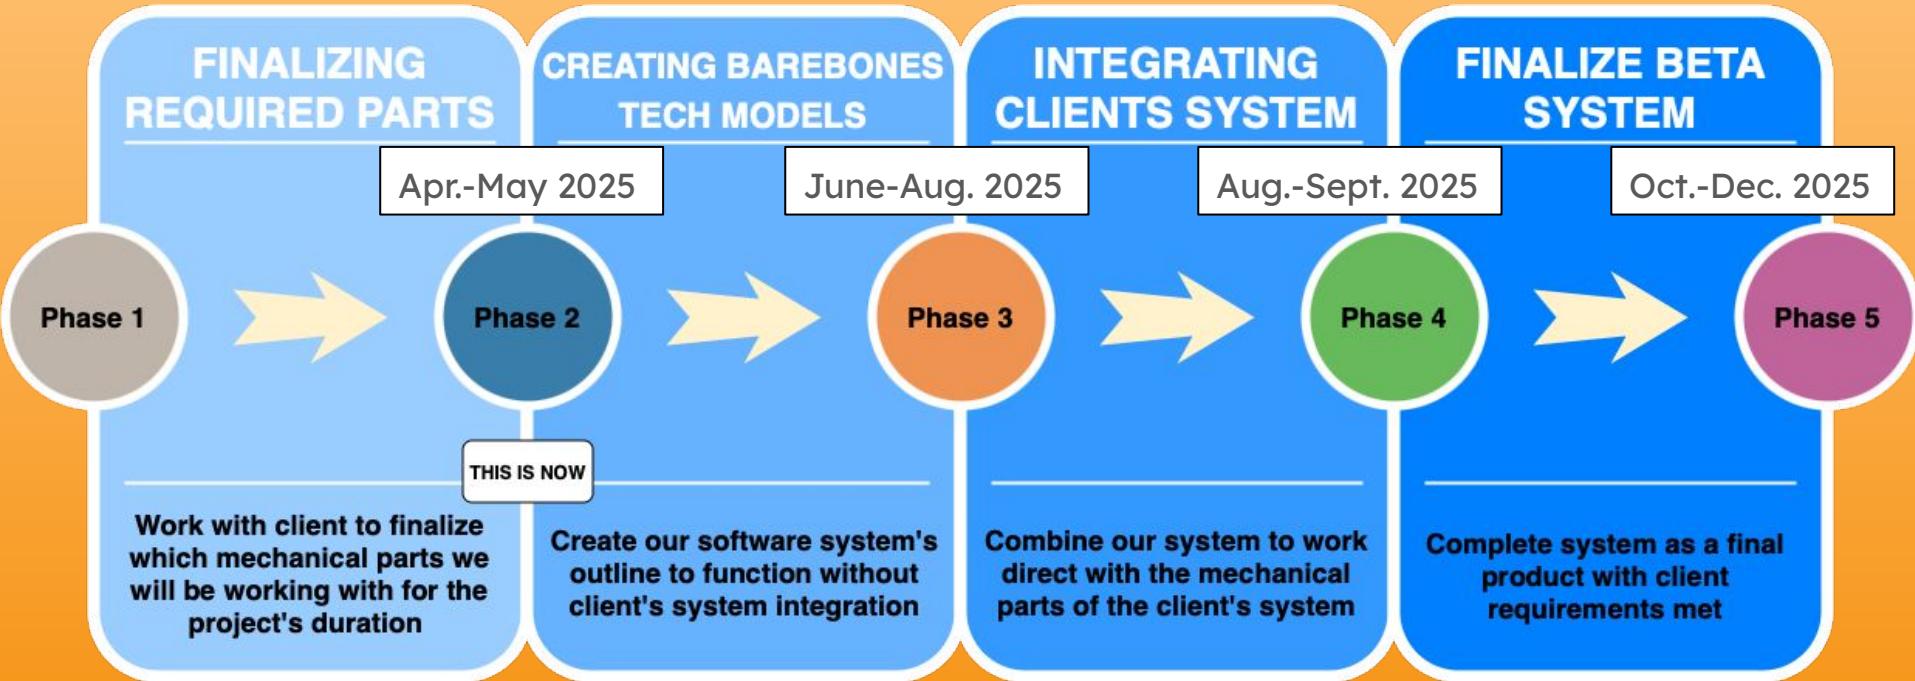 FINALIZING
REQUIRED PARTS
CREATING BAREBONES
TECH MODELS
INTEGRATING
CLIENTS SYSTEM
FINALIZE BETA
SYSTEM
Apr.-May 2025
June-Aug. 2025
Aug.-Sept. 2025
Oct.-Dec. 2025
Phase 1
Phase 2
Phase 3
Phase 4
Phase 5
THIS IS NOW
Work with client to finalize
which mechanical parts we
will be working with for the
project's duration
Create our software system's
outline to function without
client's system integration
Combine our system to work
direct with the mechanical
parts of the client's system
Complete system as a final
product with client
requirements met